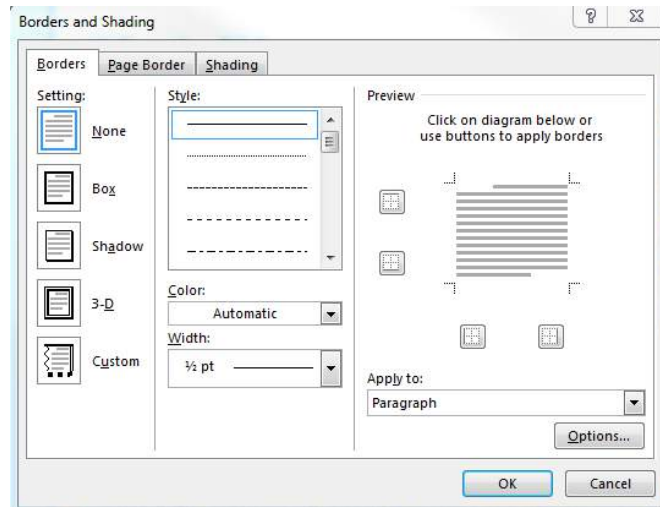 Borders and Shading
Borders
Page Border
Shading
Setting:
None
Box
Shadow
3-D
Custom
Style:
Color:
Automatic
Width:
½ pt
Preview
Click on diagram below or
use buttons to apply borders
Apply to:
Paragraph
Options...
OK
Cancel